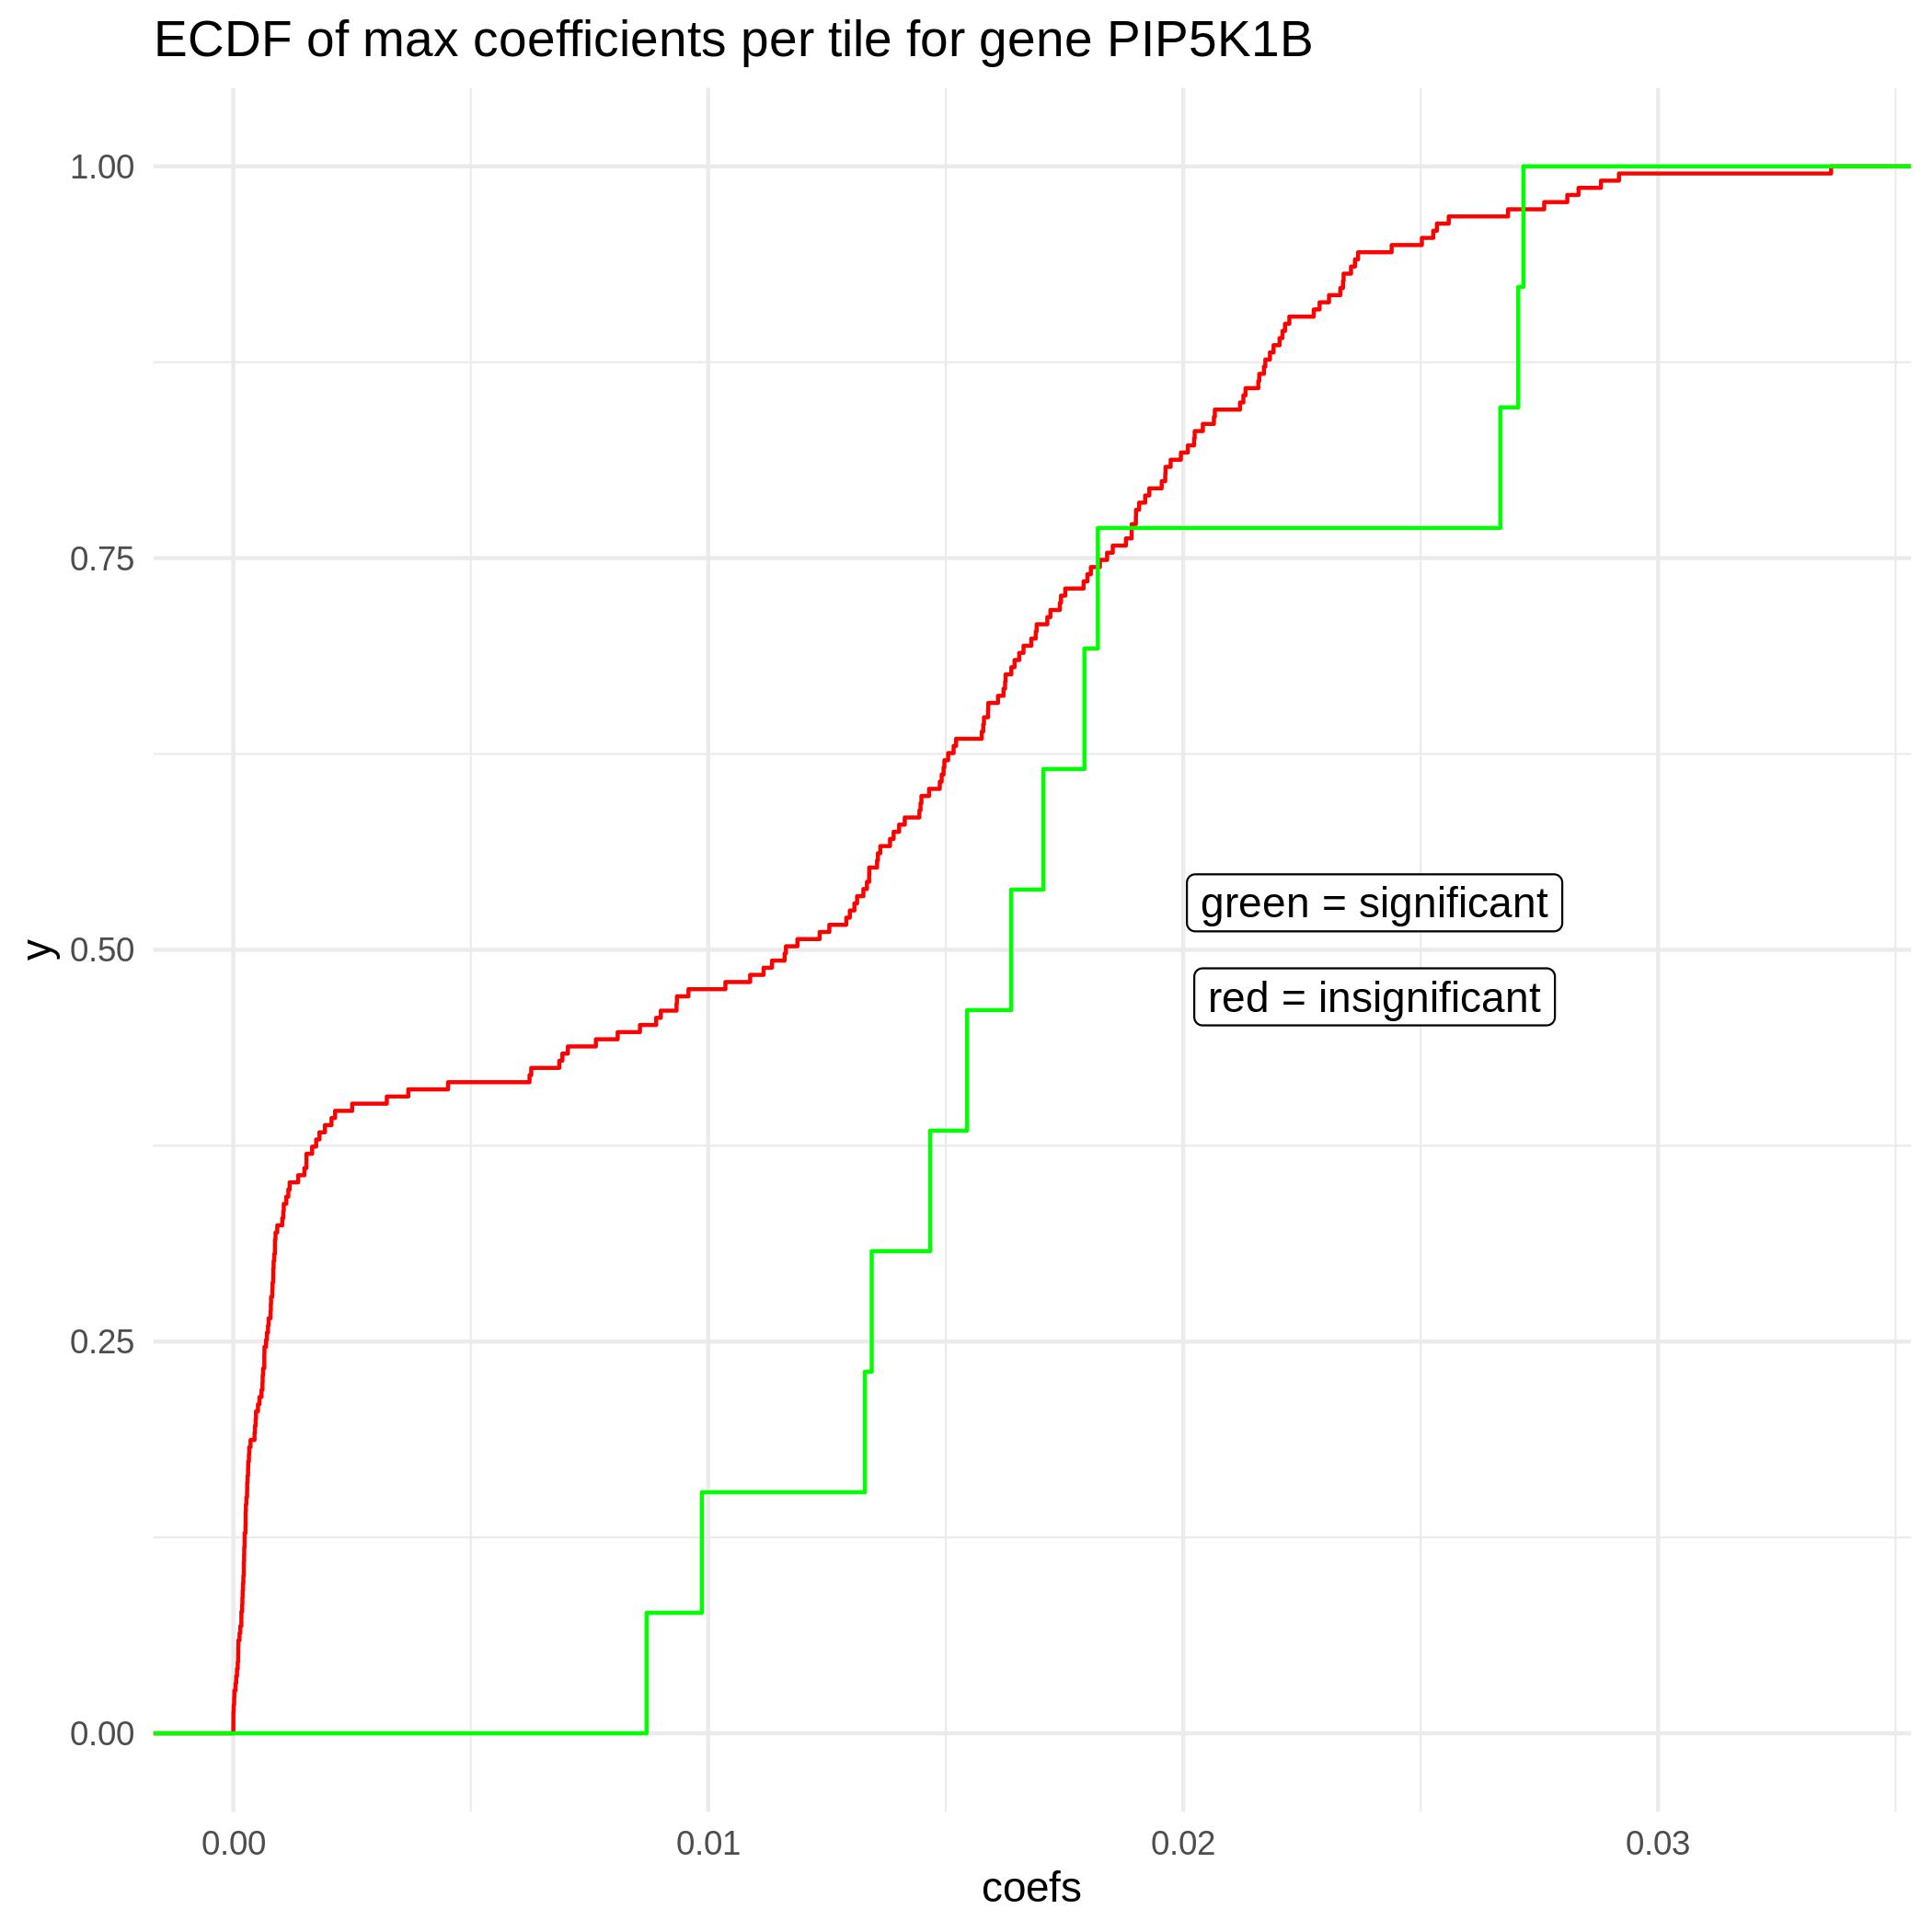 ECDF of max coefficients per tile for gene PIP5K1B
1.00
0.75
0.50
0.25
0.00
y
green = significant
red = insignificant
0.00 0.01 0.02 0.03
coefs